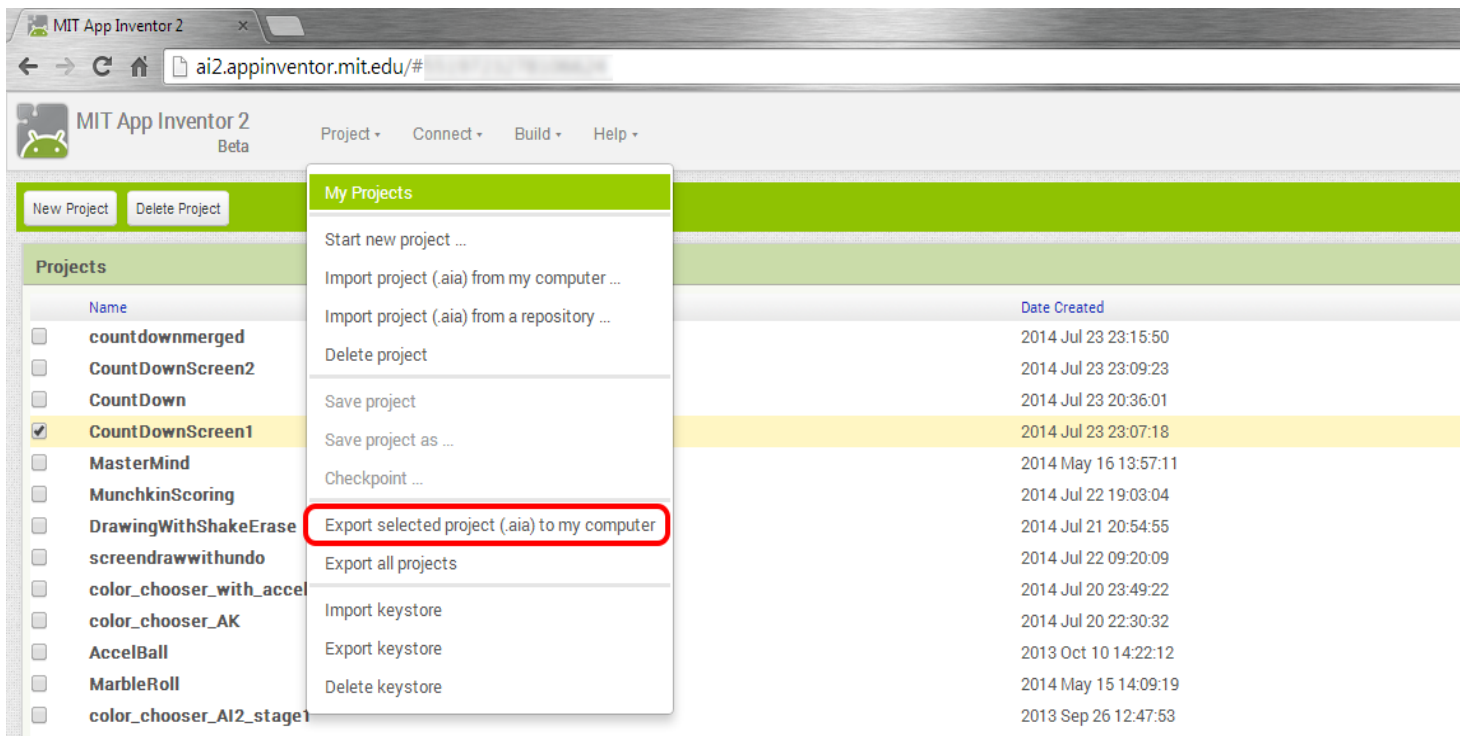 MIT App Inventor 2
ai2.appinventor.mit.edu/#
MIT App Inventor 2
Beta
Project Connect Build Help
New Project Delete Project
My Projects
Start new project ...
Import project (.aia) from my computer ...
Import project (.aia) from a repository ...
Delete project
Save project
Save project as ...
Checkpoint ...
Export selected project (.aia) to my computer
Export all projects
Import keystore
Export keystore
Delete keystore
Projects
Name Date Created
countdownmerged 2014 Jul 23 23:15:50
CountDownScreen2 2014 Jul 23 23:09:23
CountDown 2014 Jul 23 20:36:01
CountDownScreen1 2014 Jul 23 23:07:18
MasterMind 2014 May 16 13:57:11
MunchkinScoring 2014 Jul 22 19:03:04
DrawingWithShakeErase 2014 Jul 21 20:54:55
screendrawwithundo 2014 Jul 22 09:20:09
color_chooser_with_accel 2014 Jul 20 23:49:22
color_chooser_AK 2014 Jul 20 22:30:32
AccelBall 2013 Oct 10 14:22:12
MarbleRoll 2014 May 15 14:09:19
color_chooser_AI2_stage1 2013 Sep 26 12:47:53